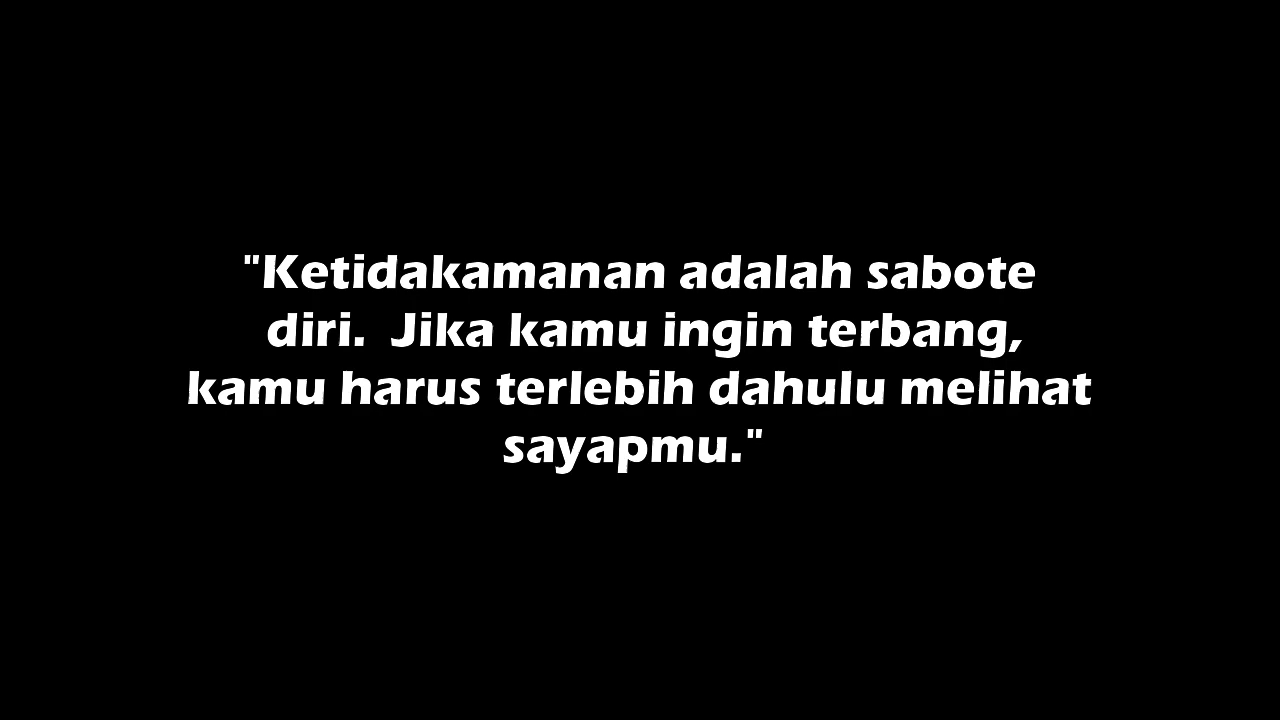 "Ketidakamanan adalah sabote
diri.  Jika kamu ingin terbang,
kamu harus terlebih dahulu melihat
sayapmu."